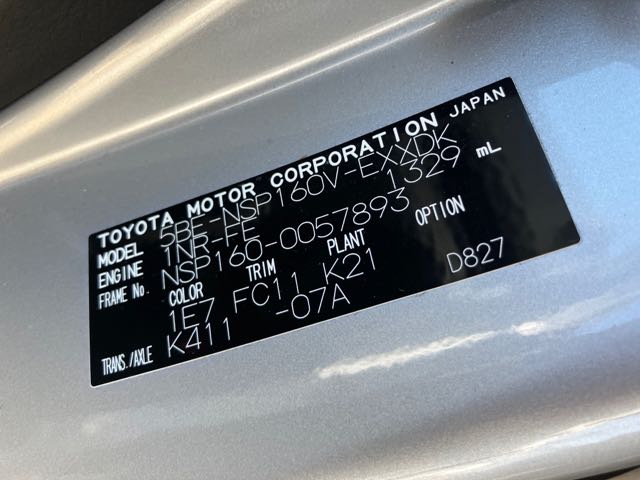 TOYOTA MOTOR CORPORATION JAPAN
MODEL 5BE-NSP160V-EXXDK
ENGINE 1NR-FE 1329 mL
FRAME No. NSP160-0057893
COLOR TRIM PLANT OPTION
1E7 FC11 K21 D827
TRANS./AXLE K411 -07A